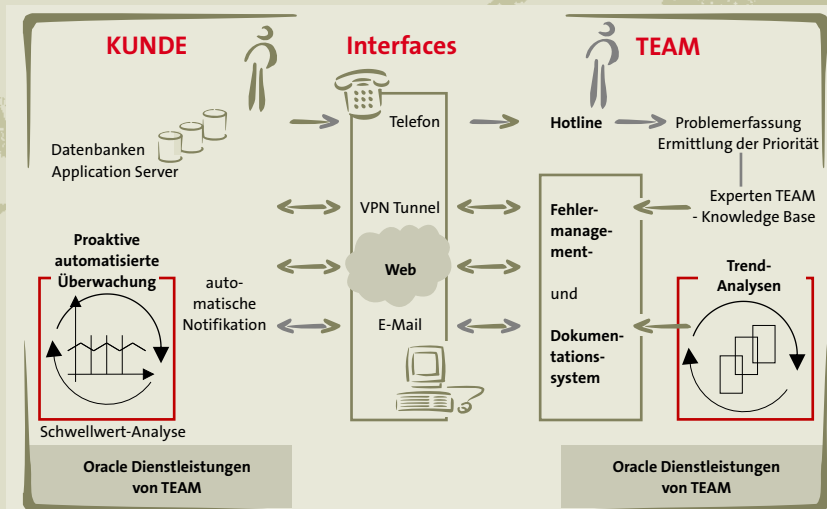 KUNDE
Interfaces
TEAM
Telefon
Hotline
Problemerfassung
Ermittlung der Priorität
Datenbanken
Application Server
VPN Tunnel
Experten TEAM
- Knowledge Base
Fehler-
manage-
ment-
und
Dokumen-
tations-
system
Proaktive
automatisierte
Überwachung
auto-
matische
Notifikation
Web
E-Mail
Trend-
Analysen
Schwellwert-Analyse
Oracle Dienstleistungen
von TEAM
Oracle Dienstleistungen
von TEAM